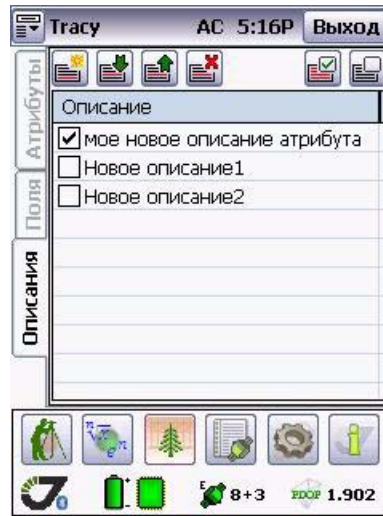 Tracy AC 5:16P Выход
Атрибуты
Поля
Описания
Описание
мое новое описание атрибута
Новое описание1
Новое описание2
8+3 PDOP 1.902